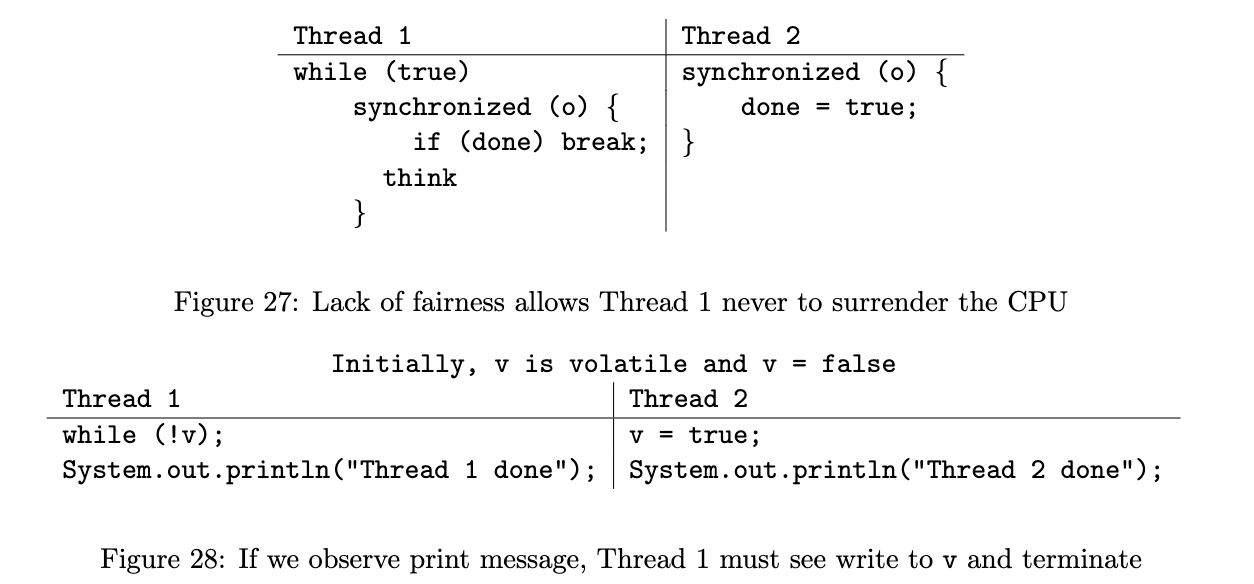 Thread 1
while (true)
synchronized (o) {
if (done) break;
think
}
Thread 2
synchronized (o) {
done = true;
}
Figure 27: Lack of fairness allows Thread 1 never to surrender the CPU
Initially, v is volatile and v = false
Thread 1
while (!v);
System.out.println("Thread 1 done");
Thread 2
v = true;
System.out.println("Thread 2 done");
Figure 28: If we observe print message, Thread 1 must see write to v and terminate